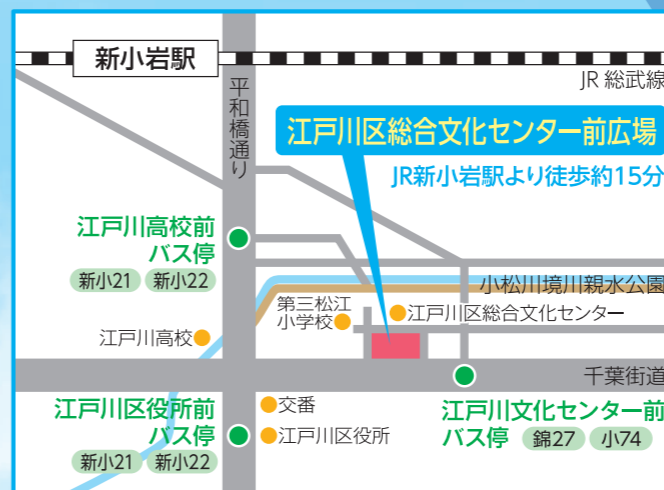 新小岩駅
JR 総武線
平和橋通り
江戸川区総合文化センター前広場
JR新小岩駅より徒歩約15分
江戸川高校前
バス停
新小21 新小22
小松川境川親水公園
第三松江
小学校
江戸川区総合文化センター
江戸川高校
千葉街道
江戸川区役所前
バス停
新小21 新小22
交番
江戸川区役所
江戸川文化センター前
バス停 錦27 小74